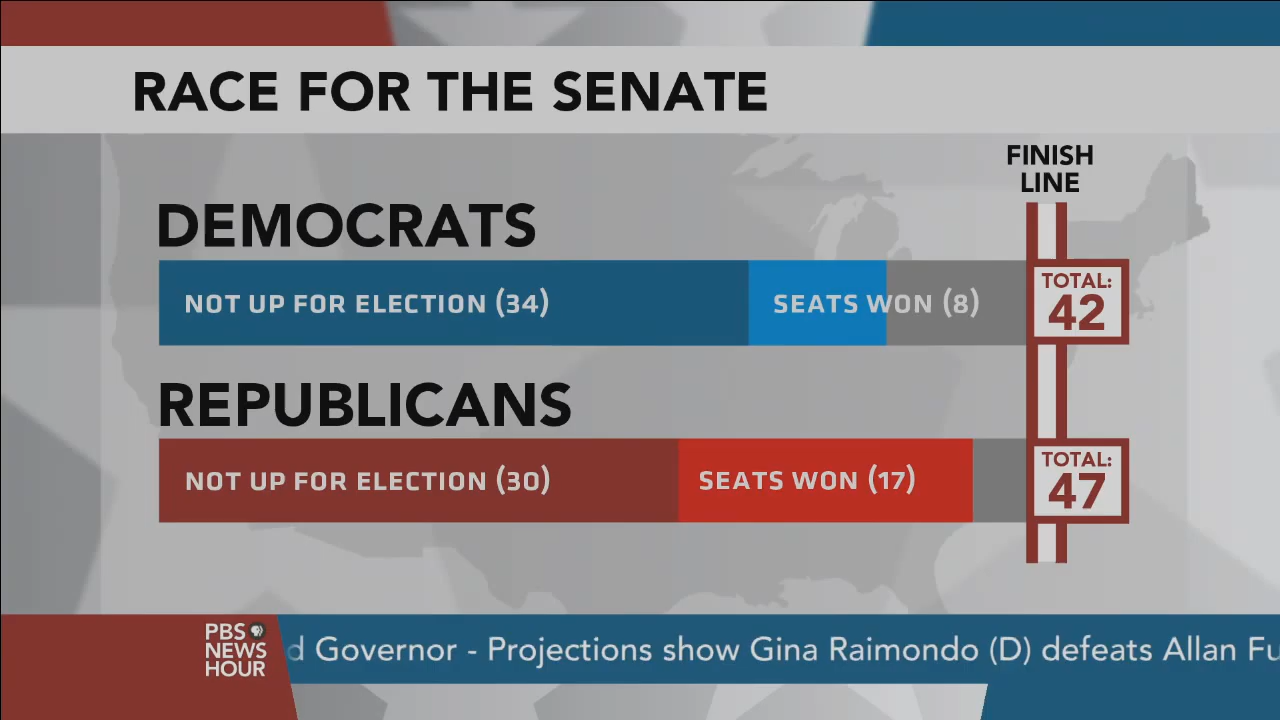 RACE FOR THE SENATE
FINISH
LINE
DEMOCRATS
NOT UP FOR ELECTION (34)
SEATS WON (8)
TOTAL:
42
REPUBLICANS
NOT UP FOR ELECTION (30)
SEATS WON (17)
TOTAL:
47
PBS
NEWS
HOUR
d Governor - Projections show Gina Raimondo (D) defeats Allan Fu